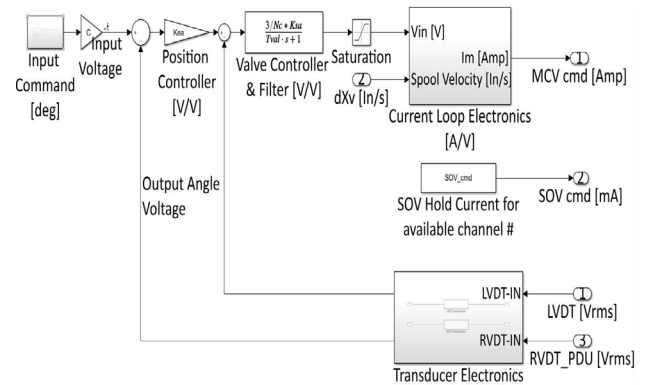 C
Input
Voltage
Input
Command
[deg]
Ksa
Position
Controller
[V/V]
3/Nc * Ksa
Tval · s + 1
Valve Controller
& Filter [V/V]
Saturation
2
dXv [In/s]
Vin [V]
Im [Amp]
Spool Velocity [In/s]
Current Loop Electronics
[A/V]
1
MCV cmd [Amp]
SOV_cmd
SOV Hold Current for
available channel #
2
SOV cmd [mA]
Output Angle
Voltage
LVDT-IN
RVDT-IN
Transducer Electronics
1
LVDT [Vrms]
3
RVDT_PDU [Vrms]